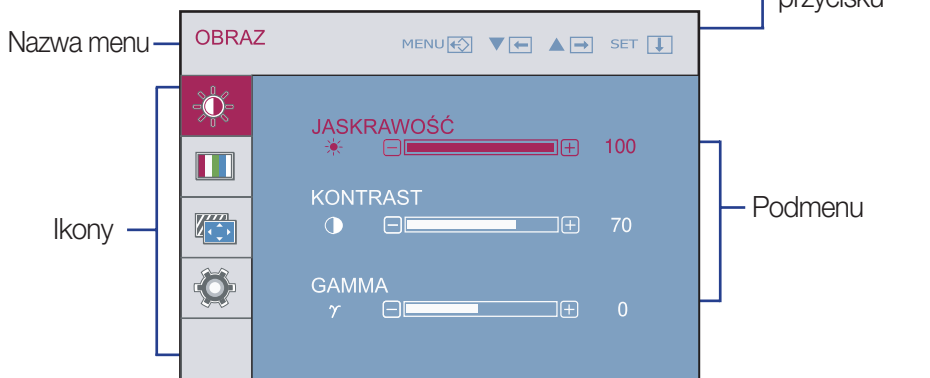 przycisku
Nazwa menu
OBRAZ
MENU ▼ ▲ SET
JASKRAWOŚĆ
100
KONTRAST
Podmenu
Ikony
70
GAMMA
γ 0